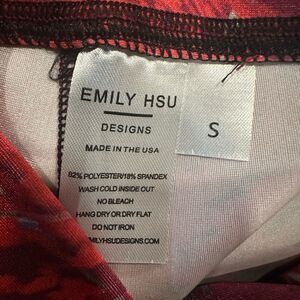 EMILY HSU
DESIGNS
MADE IN THE USA
S
82% POLYESTER/18% SPANDEX
WASH COLD INSIDE OUT
NO BLEACH
HANG DRY OR DRY FLAT
DO NOT IRON
EMILYHSUDESIGNS.COM